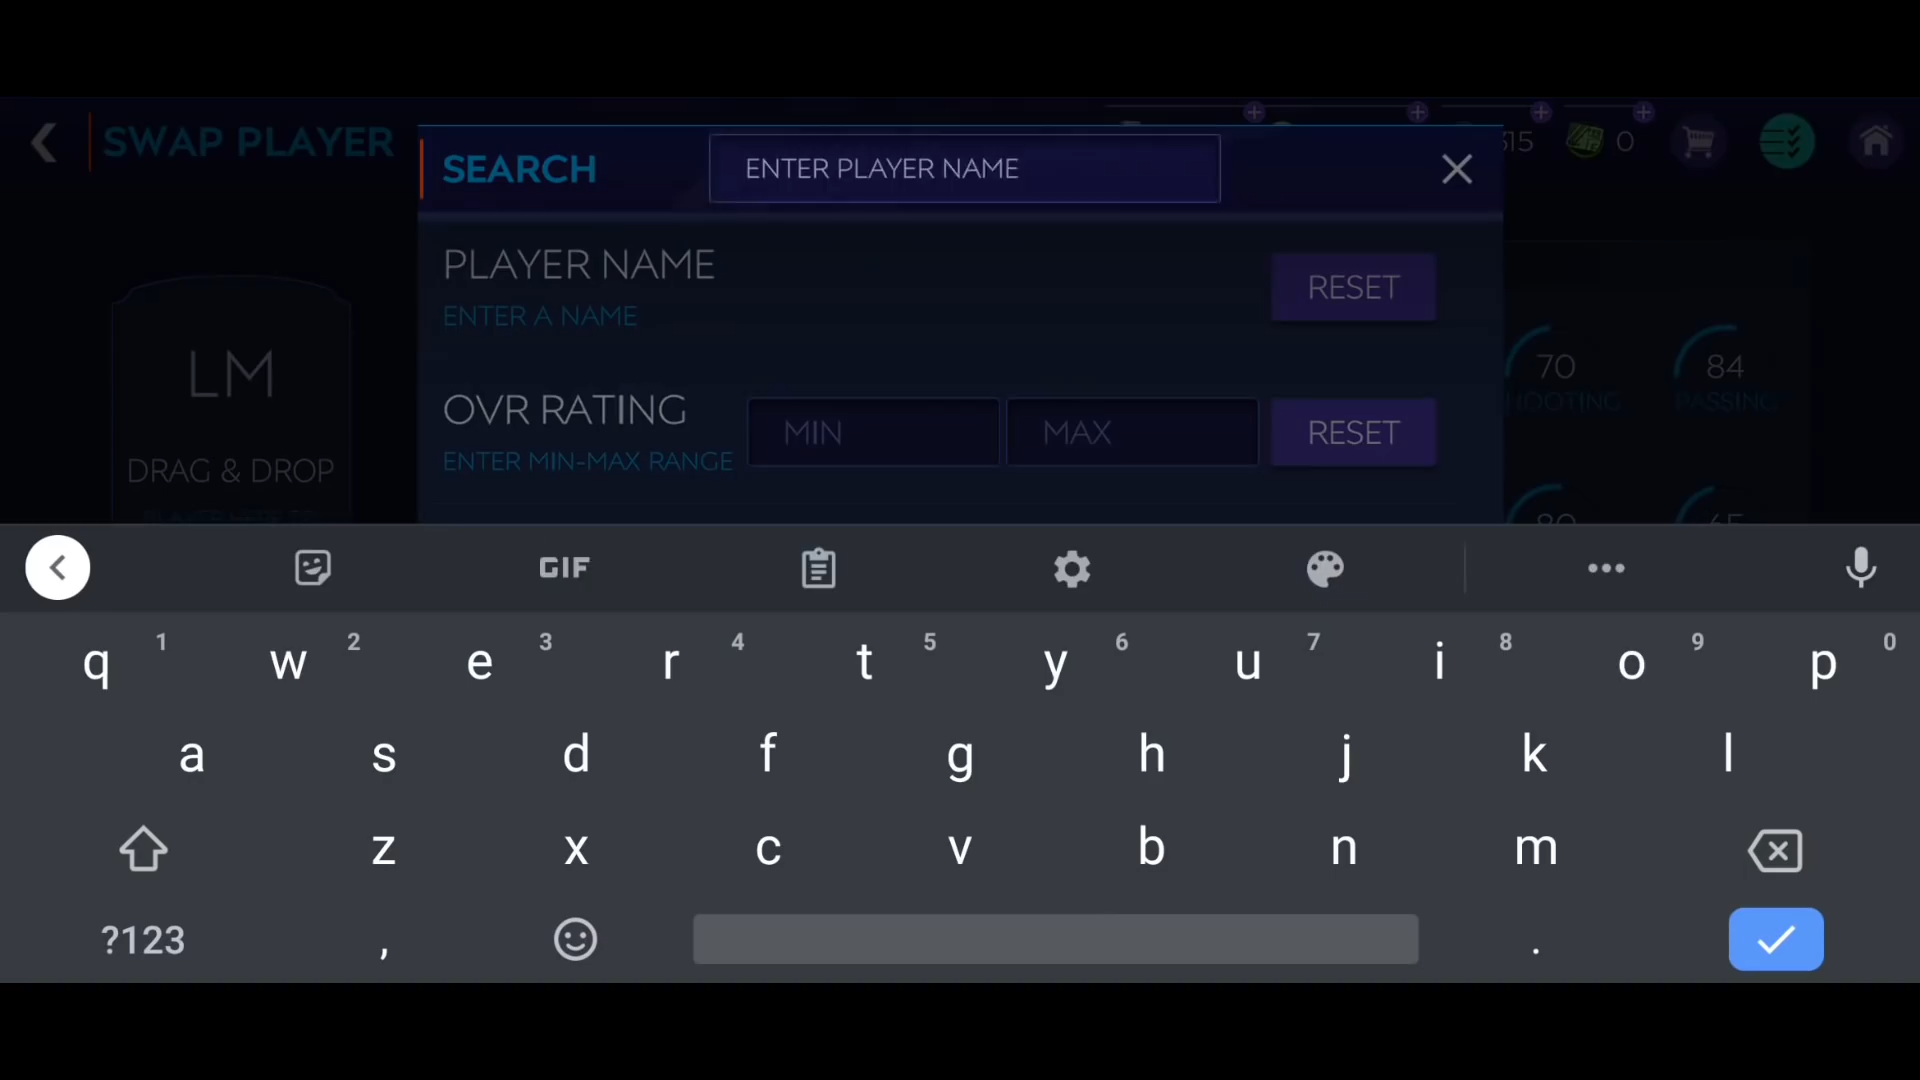 SWAP PLAYER
SEARCH
ENTER PLAYER NAME
0
PLAYER NAME
ENTER A NAME
RESET
OVR RATING
ENTER MIN-MAX RANGE
MIN
MAX
RESET
LM
DRAG & DROP
70
84
PASSING
GIF
q 1 w 2 e 3 r 4 t 5 y 6 u 7 i 8 o 9 p 0
a s d f g h j k l
z x c v b n m
?123 , .